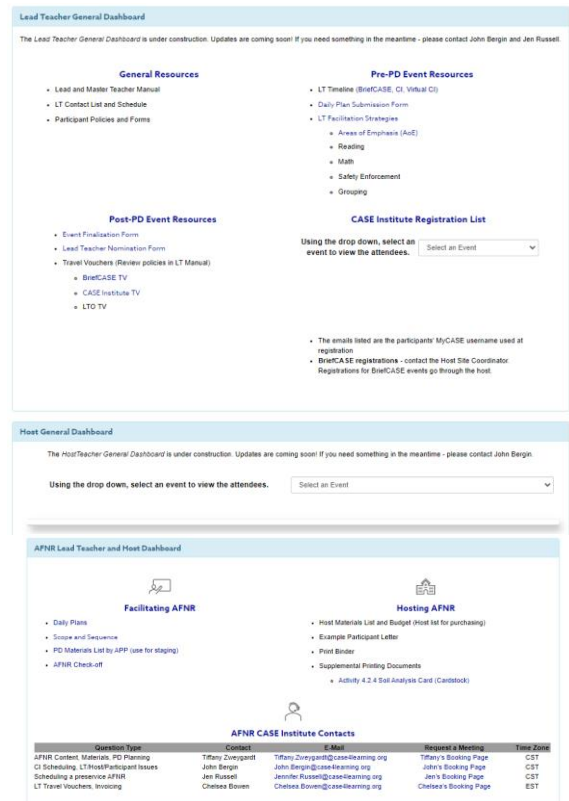 Lead Teacher General Dashboard
The Lead Teacher General Dashboard is under construction. Updates are coming soon! If you need something in the meantime - please contact John Bergin and Jen Russell.
General Resources
• Lead and Master Teacher Manual
• LT Contact List and Schedule
• Participant Policies and Forms
Pre-PD Event Resources
• LT Timeline (BriefCASE, CI, Virtual CI)
• Daily Plan Submission Form
• LT Facilitation Strategies
• Areas of Emphasis (AoE)
• Reading
• Math
• Safety Enforcement
• Grouping
Post-PD Event Resources
• Event Finalization Form
• Lead Teacher Nomination Form
• Travel Vouchers (Review policies in LT Manual)
• BriefCASE TV
• CASE Institute TV
• LTO TV
CASE Institute Registration List
Using the drop down, select an
event to view the attendees.
Select an Event
• The emails listed are the participants' MyCASE username used at
registration
• BriefCASE registrations - contact the Host Site Coordinator.
Registrations for BriefCASE events go through the host.
Host General Dashboard
The HostTeacher General Dashboard is under construction. Updates are coming soon! If you need something in the meantime - please contact John Bergin.
Using the drop down, select an event to view the attendees.
Select an Event
AFNR Lead Teacher and Host Dashboard
Facilitating AFNR
• Daily Plans
• Scope and Sequence
• PD Materials List by APP (use for staging)
• AFNR Check-off
Hosting AFNR
• Host Materials List and Budget (Host list for purchasing)
• Example Participant Letter
• Print Binder
• Supplemental Printing Documents
• Activity 4.2.4 Soil Analysis Card (Cardstock)
AFNR CASE Institute Contacts
Question Type Contact E-Mail Request a Meeting Time Zone
AFNR Content, Materials, PD Planning Tiffany Zweygardt Tiffany.Zweygardt@case4learning.org Tiffany's Booking Page CST
CI Scheduling, LT/Host/Participant Issues John Bergin John.Bergin@case4learning.org John's Booking Page CST
Scheduling a preservice AFNR Jen Russell Jennifer.Russell@case4learning.org Jen's Booking Page CST
LT Travel Vouchers, Invoicing Chelsea Bowen Chelsea.Bowen@case4learning.org Chelsea's Booking Page EST